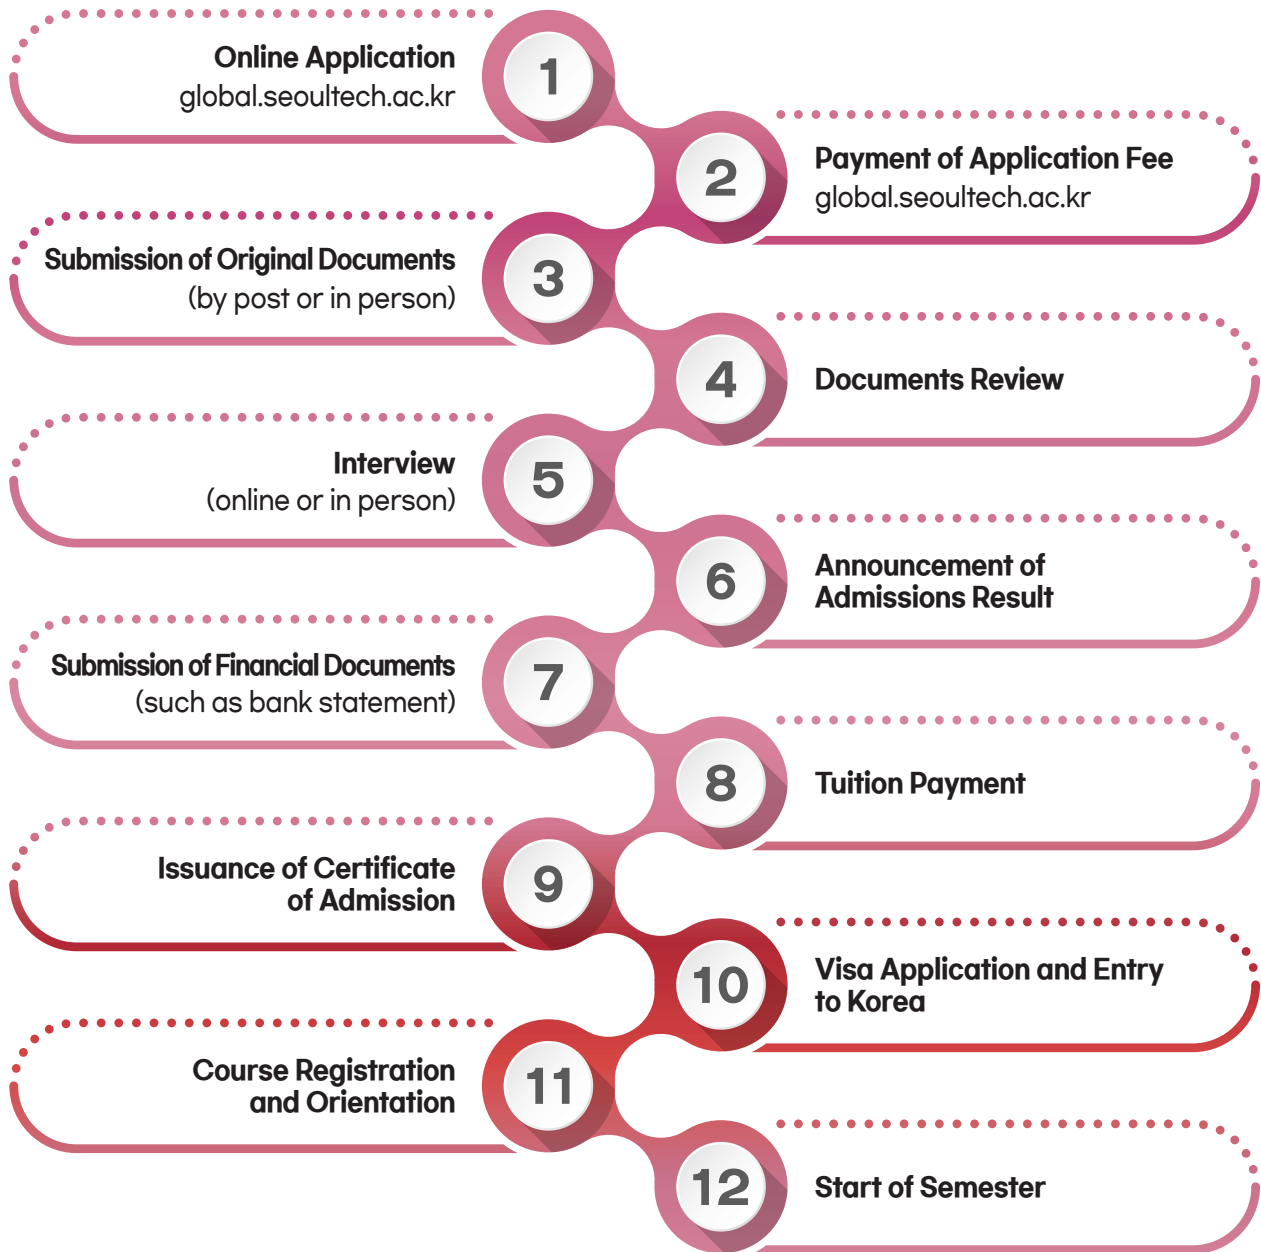 1
Online Application
global.seoultech.ac.kr
2
Payment of Application Fee
global.seoultech.ac.kr
3
Submission of Original Documents
(by post or in person)
4
Documents Review
5
Interview
(online or in person)
6
Announcement of
Admissions Result
7
Submission of Financial Documents
(such as bank statement)
8
Tuition Payment
9
Issuance of Certificate
of Admission
10
Visa Application and Entry
to Korea
11
Course Registration
and Orientation
12
Start of Semester